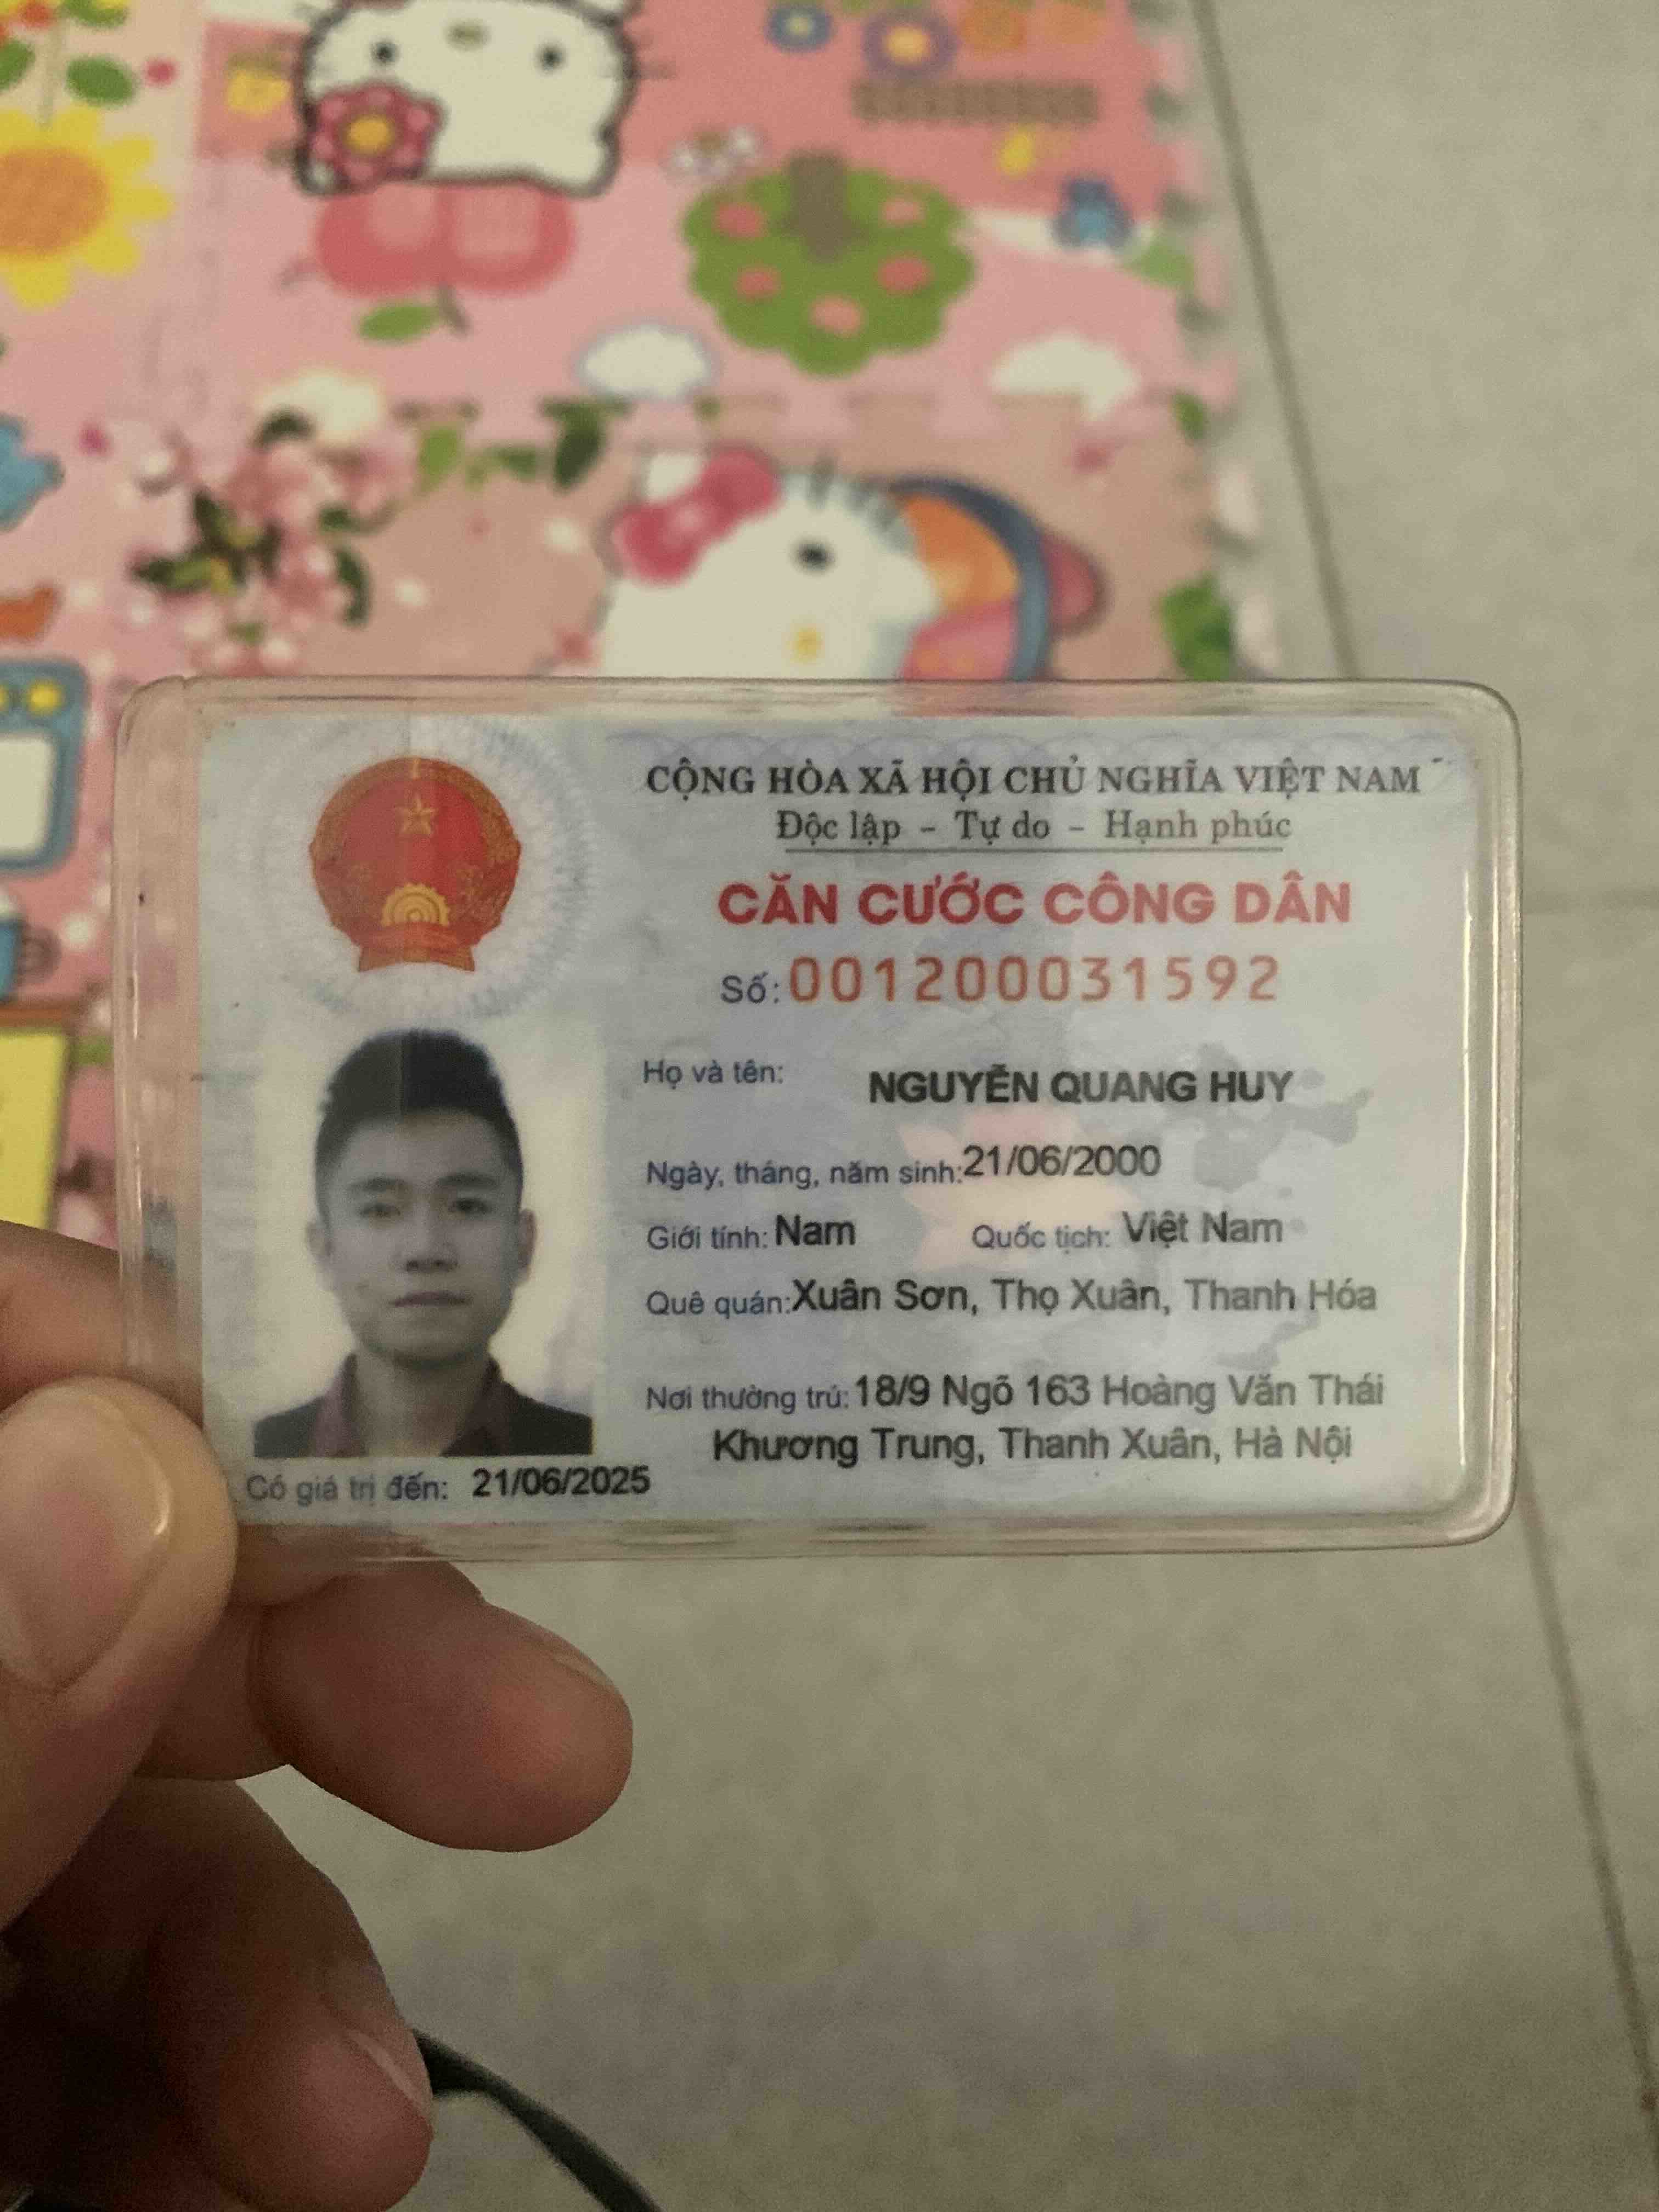 CỘNG HÒA XÃ HỘI CHỦ NGHĨA VIỆT NAM
Độc lập - Tự do - Hạnh phúc
CĂN CƯỚC CÔNG DÂN
Số: 001200031592
Họ và tên: NGUYỄN QUANG HUY
Ngày, tháng, năm sinh: 21/06/2000
Giới tính: Nam Quốc tịch: Việt Nam
Quê quán: Xuân Sơn, Thọ Xuân, Thanh Hóa
Nơi thường trú: 18/9 Ngõ 163 Hoàng Văn Thái
Khương Trung, Thanh Xuân, Hà Nội
Có giá trị đến: 21/06/2025